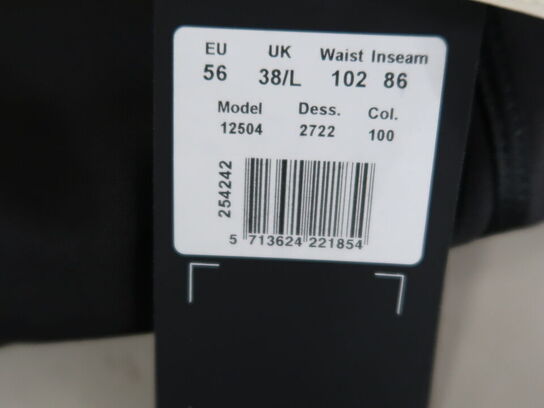 EU UK Waist Inseam
56 38/L 102 86
Model Dess. Col.
12504 2722 100
254242
5 713624 221854